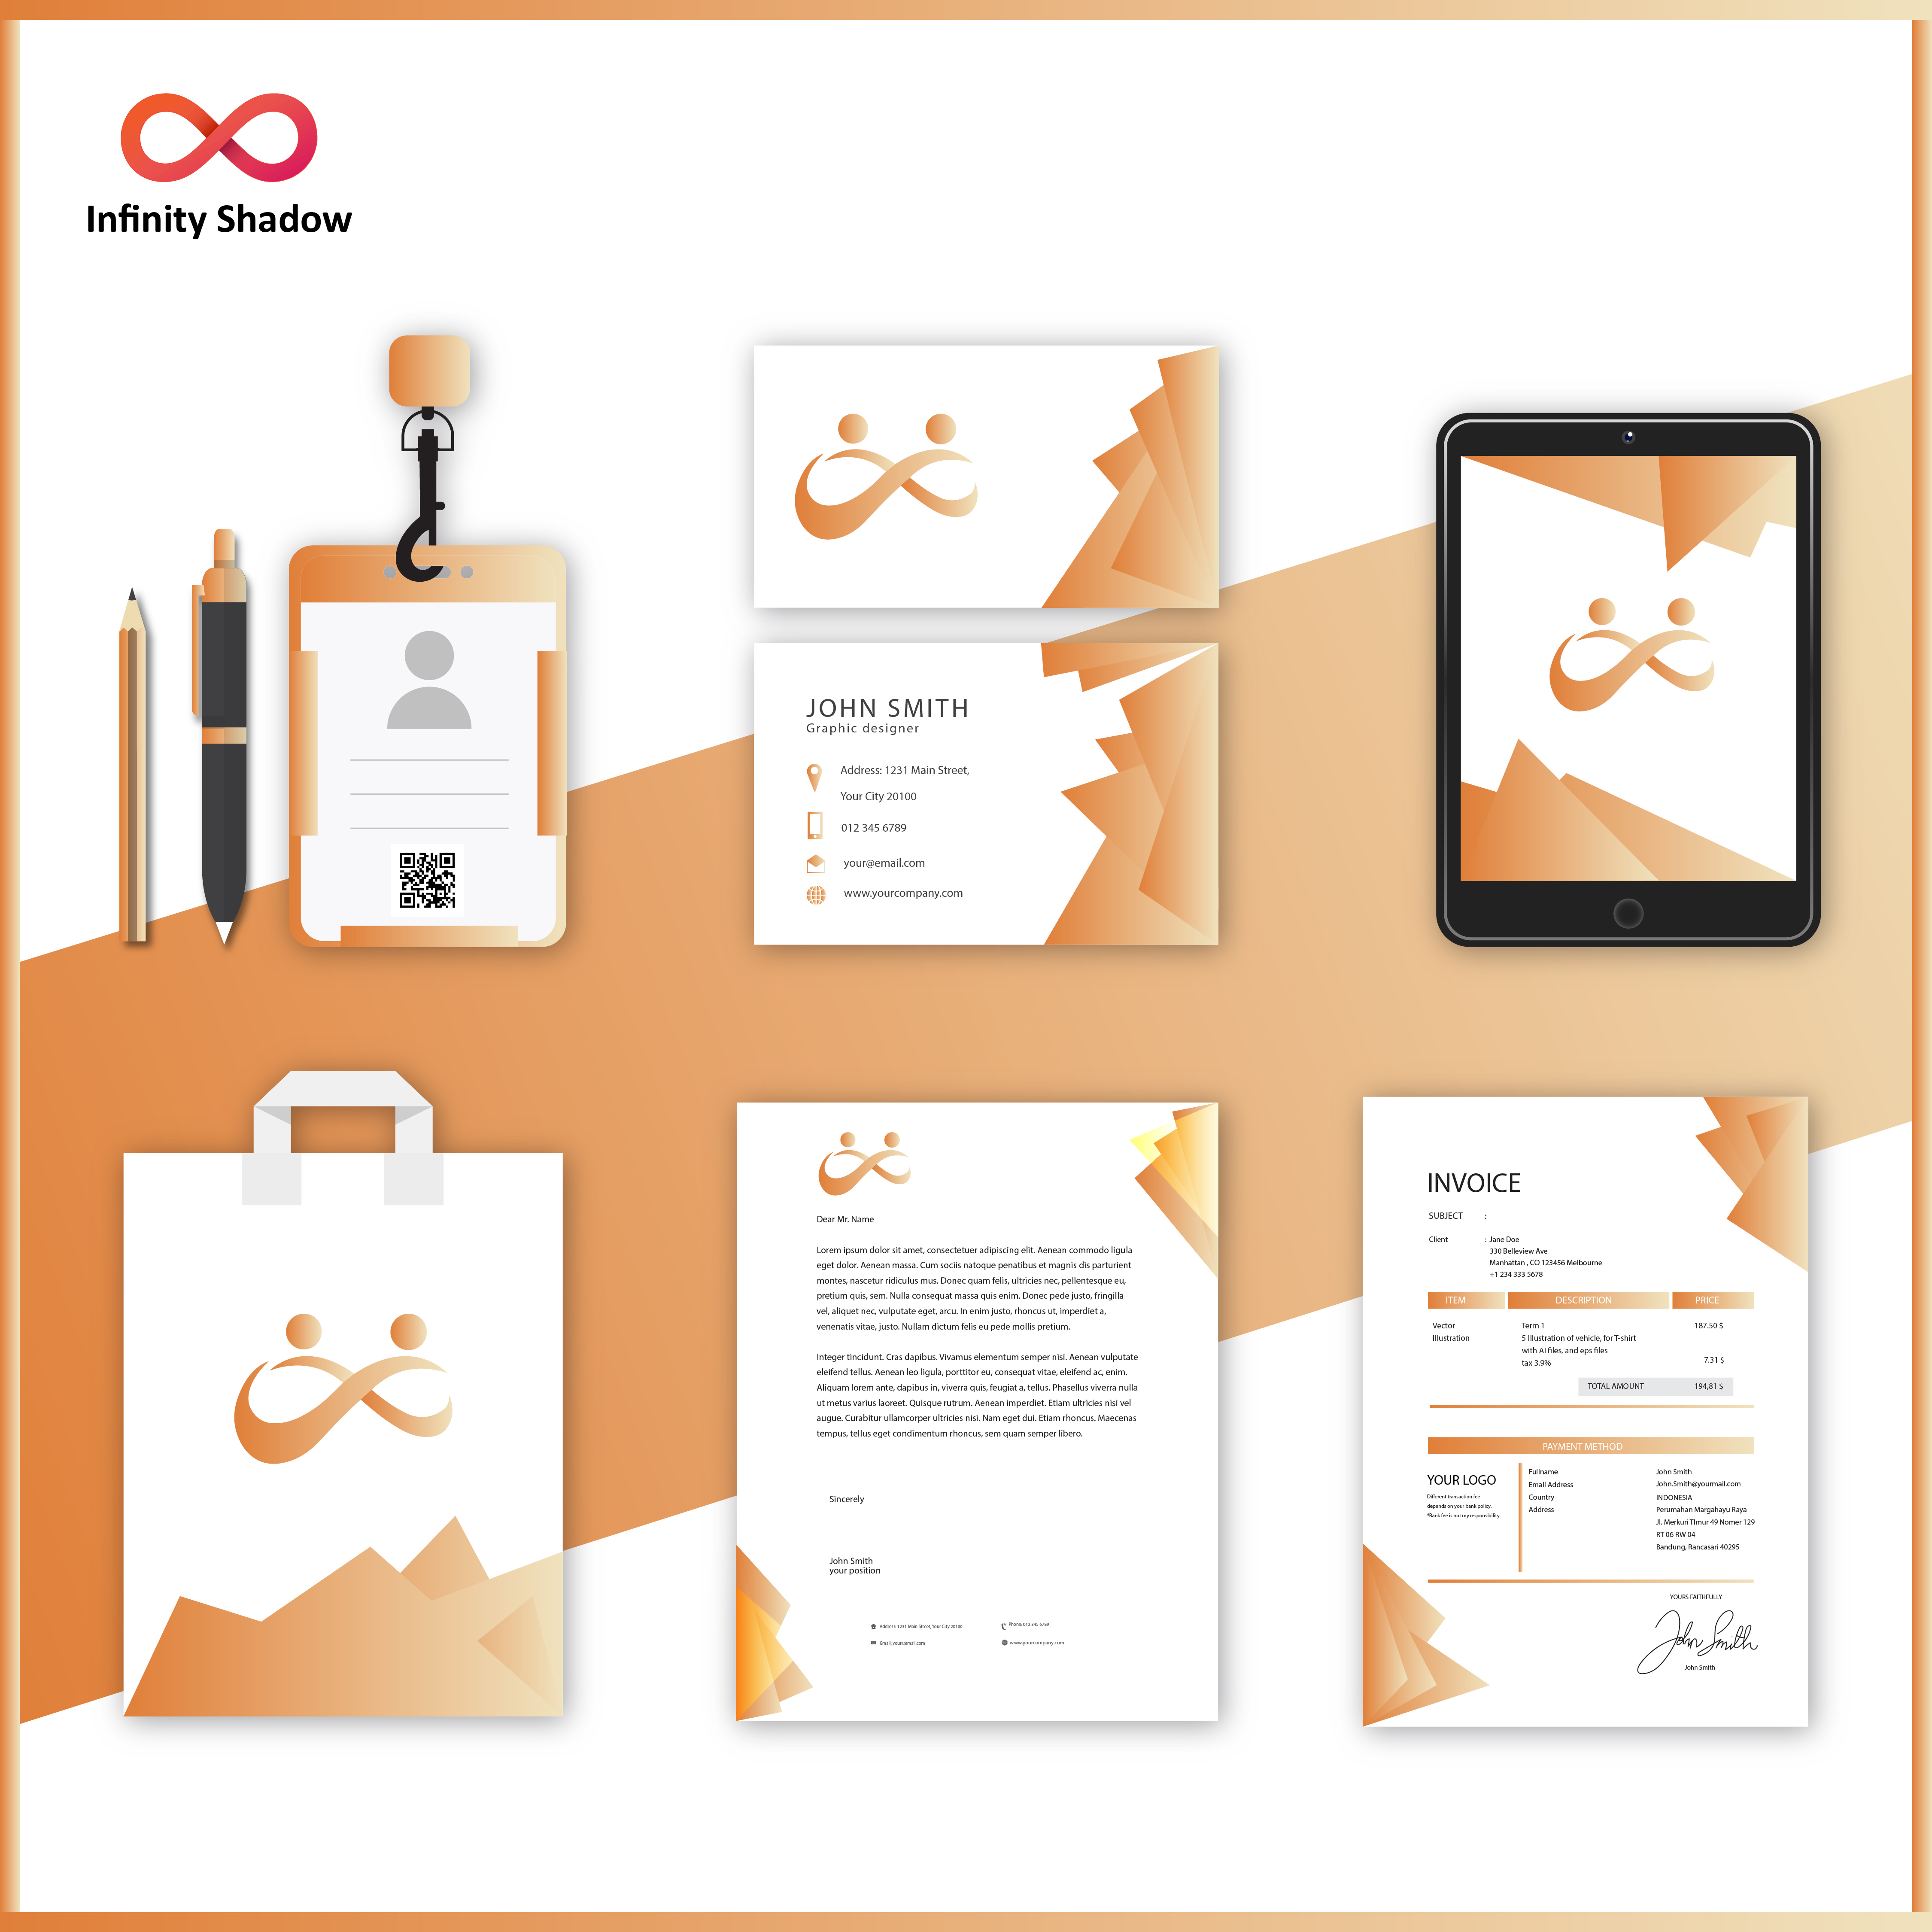 Infinity Shadow
JOHN SMITH
Graphic designer
Address: 1231 Main Street,
Your City 20100
012 345 6789
your@email.com
www.yourcompany.com
Dear Mr. Name
Lorem ipsum dolor sit amet, consectetuer adipiscing elit. Aenean commodo ligula
eget dolor. Aenean massa. Cum sociis natoque penatibus et magnis dis parturient
montes, nascetur ridiculus mus. Donec quam felis, ultricies nec, pellentesque eu,
pretium quis, sem. Nulla consequat massa quis enim. Donec pede justo, fringilla
vel, aliquet nec, vulputate eget, arcu. In enim justo, rhoncus ut, imperdiet a,
venenatis vitae, justo. Nullam dictum felis eu pede mollis pretium.
Integer tincidunt. Cras dapibus. Vivamus elementum semper nisi. Aenean vulputate
eleifend tellus. Aenean leo ligula, porttitor eu, consequat vitae, eleifend ac, enim.
Aliquam lorem ante, dapibus in, viverra quis, feugiat a, tellus. Phasellus viverra nulla
ut metus varius laoreet. Quisque rutrum. Aenean imperdiet. Etiam ultricies nisi vel
augue. Curabitur ullamcorper ultricies nisi. Nam eget dui. Etiam rhoncus. Maecenas
tempus, tellus eget condimentum rhoncus, sem quam semper libero.
Sincerely
John Smith
your position
Address 1231 Main Street, Your City 20100
Phone: 012 345 6789
Email: your@email.com
www.yourcompany.com
INVOICE
SUBJECT :
Client : Jane Doe
330 Belleview Ave
Manhattan , CO 123456 Melbourne
+1 234 333 5678
ITEM DESCRIPTION PRICE
Vector Term 1 187.50 $
Illustration 5 Illustration of vehicle, for T-shirt
with AI files, and eps files
tax 3.9% 7.31 $
TOTAL AMOUNT 194,81 $
PAYMENT METHOD
YOUR LOGO
Different transaction fee
depends on your bank policy.
*Bank fee is not my responsibility
Fullname John Smith
Email Address John.Smith@yourmail.com
Country INDONESIA
Address Perumahan Margahayu Raya
Jl. Merkuri TImur 49 Nomer 129
RT 06 RW 04
Bandung, Rancasari 40295
YOURS FAITHFULLY
John Smith
John Smith